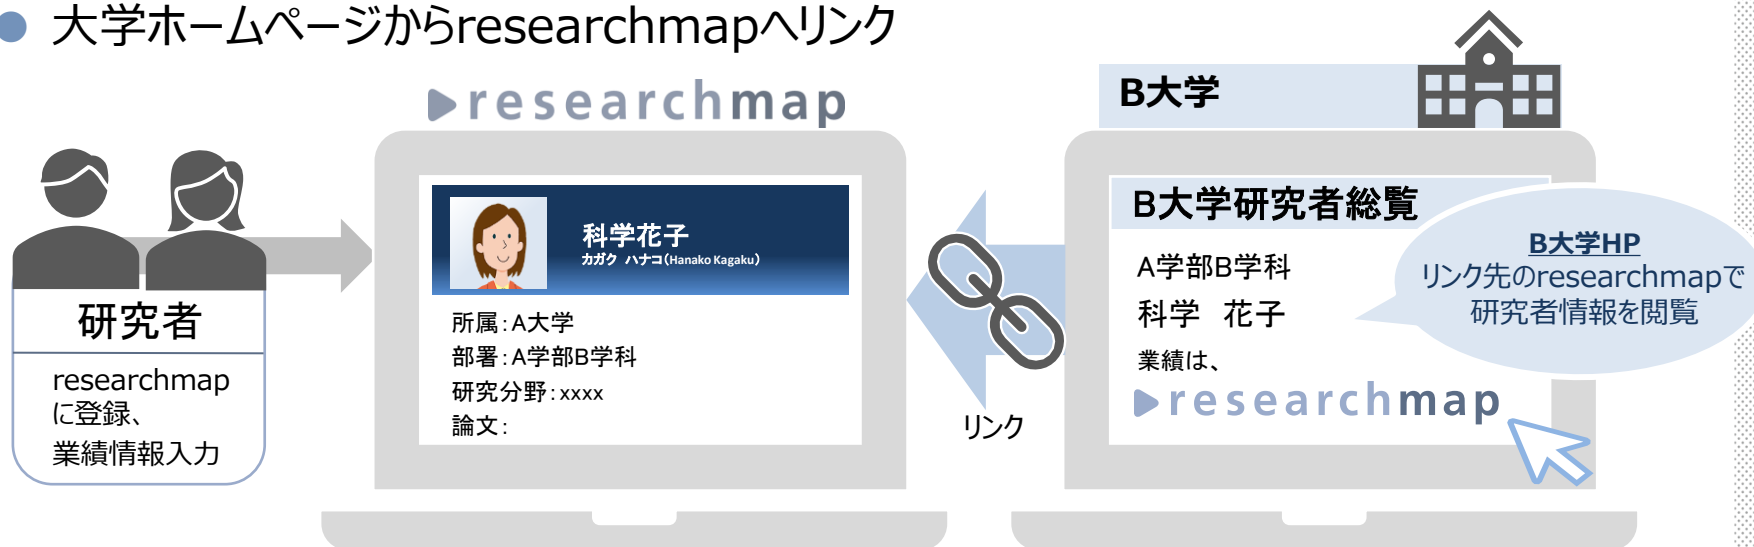 大学ホームページからresearchmapへリンク
researchmap
B大学
科学花子
カガク ハナコ(Hanako Kagaku)
所属:A大学
部署:A学部B学科
研究分野:xxxx
論文:
研究者
researchmap
に登録、
業績情報入力
リンク
B大学研究者総覧
A学部B学科
科学 花子
業績は、
researchmap
B大学HP
リンク先のresearchmapで
研究者情報を閲覧